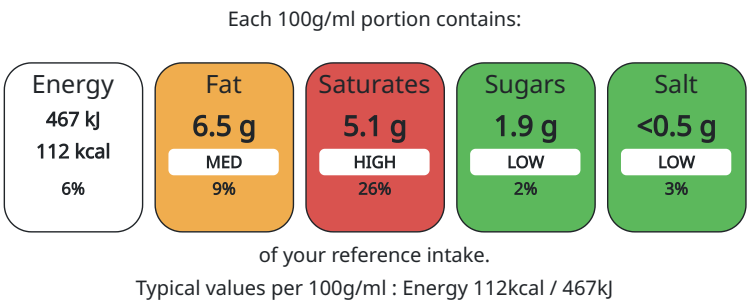 Each 100g/ml portion contains:
Energy
467 kJ
112 kcal
6%
Fat
6.5 g
MED
9%
Saturates
5.1 g
HIGH
26%
Sugars
1.9 g
LOW
2%
Salt
<0.5 g
LOW
3%
of your reference intake.
Typical values per 100g/ml : Energy 112kcal / 467kJ